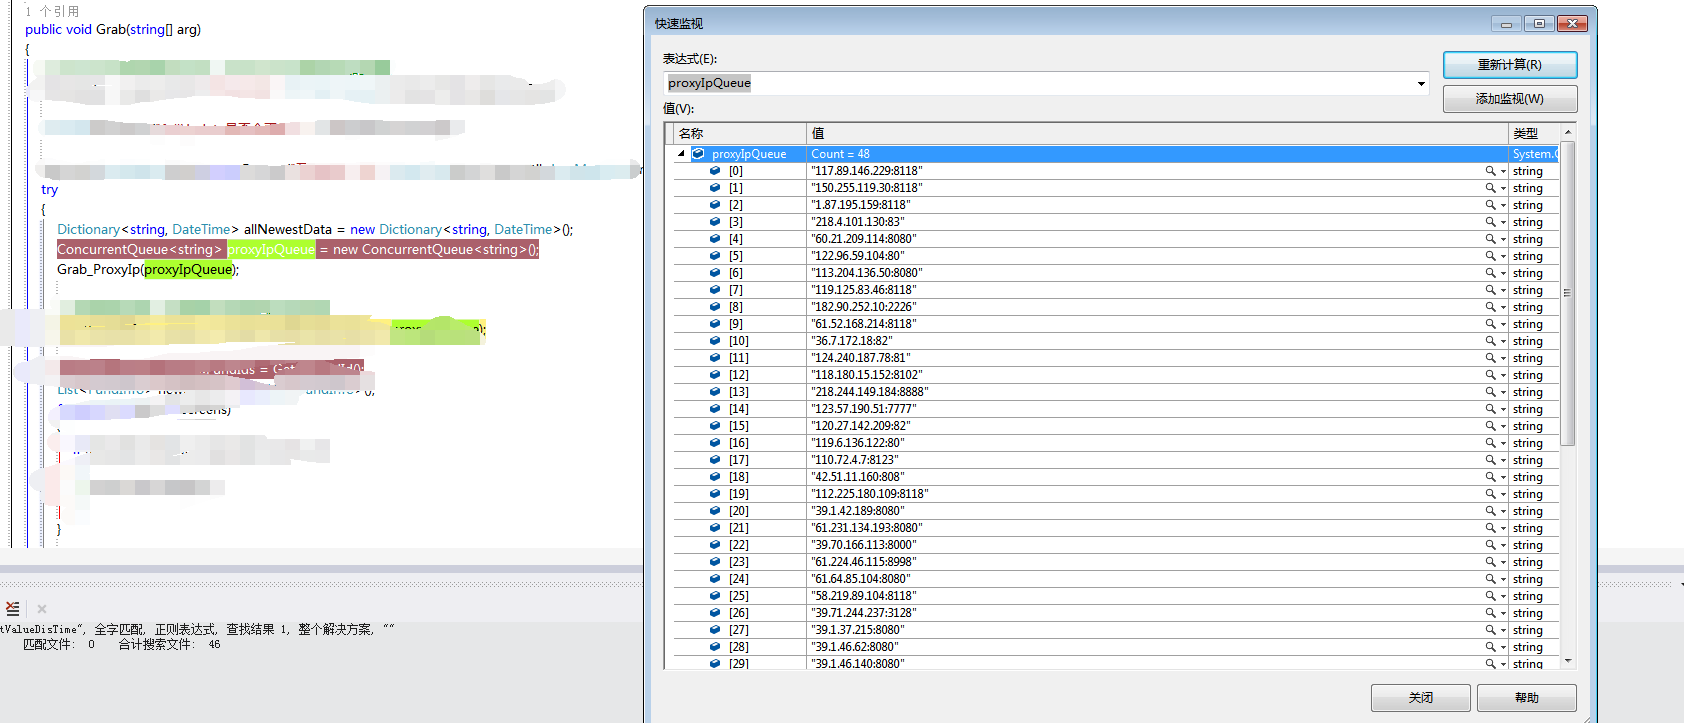 1 个引用
public void Grab(string[] arg)
{
try
{
Dictionary<string, DateTime> allNewestData = new Dictionary<string, DateTime>();
ConcurrentQueue<string> proxyIpQueue = new ConcurrentQueue<string>();
Grab_ProxyIp(proxyIpQueue);
}
tValueDisTime", 全字匹配, 正则表达式, 查找结果 1, 整个解决方案, ""
匹配文件: 0 合计搜索文件: 46
快速监视
表达式(E):
重新计算(R)
proxyIpQueue
添加监视(W)
值(V):
名称 值 类型
proxyIpQueue Count = 48 System.C
[0] "117.89.146.229:8118" string
[1] "150.255.119.30:8118" string
[2] "1.87.195.159:8118" string
[3] "218.4.101.130:83" string
[4] "60.21.209.114:8080" string
[5] "122.96.59.104:80" string
[6] "113.204.136.50:8080" string
[7] "119.125.83.46:8118" string
[8] "182.90.252.10:2226" string
[9] "61.52.168.214:8118" string
[10] "36.7.172.18:82" string
[11] "124.240.187.78:81" string
[12] "118.180.15.152:8102" string
[13] "218.244.149.184:8888" string
[14] "123.57.190.51:7777" string
[15] "120.27.142.209:82" string
[16] "119.6.136.122:80" string
[17] "110.72.4.7:8123" string
[18] "42.51.11.160:808" string
[19] "112.225.180.109:8118" string
[20] "39.1.42.189:8080" string
[21] "61.231.134.193:8080" string
[22] "39.70.166.113:8000" string
[23] "61.224.46.115:8998" string
[24] "61.64.85.104:8080" string
[25] "58.219.89.104:8118" string
[26] "39.71.244.237:3128" string
[27] "39.1.37.215:8080" string
[28] "39.1.46.62:8080" string
[29] "39.1.46.140:8080" string
关闭 帮助